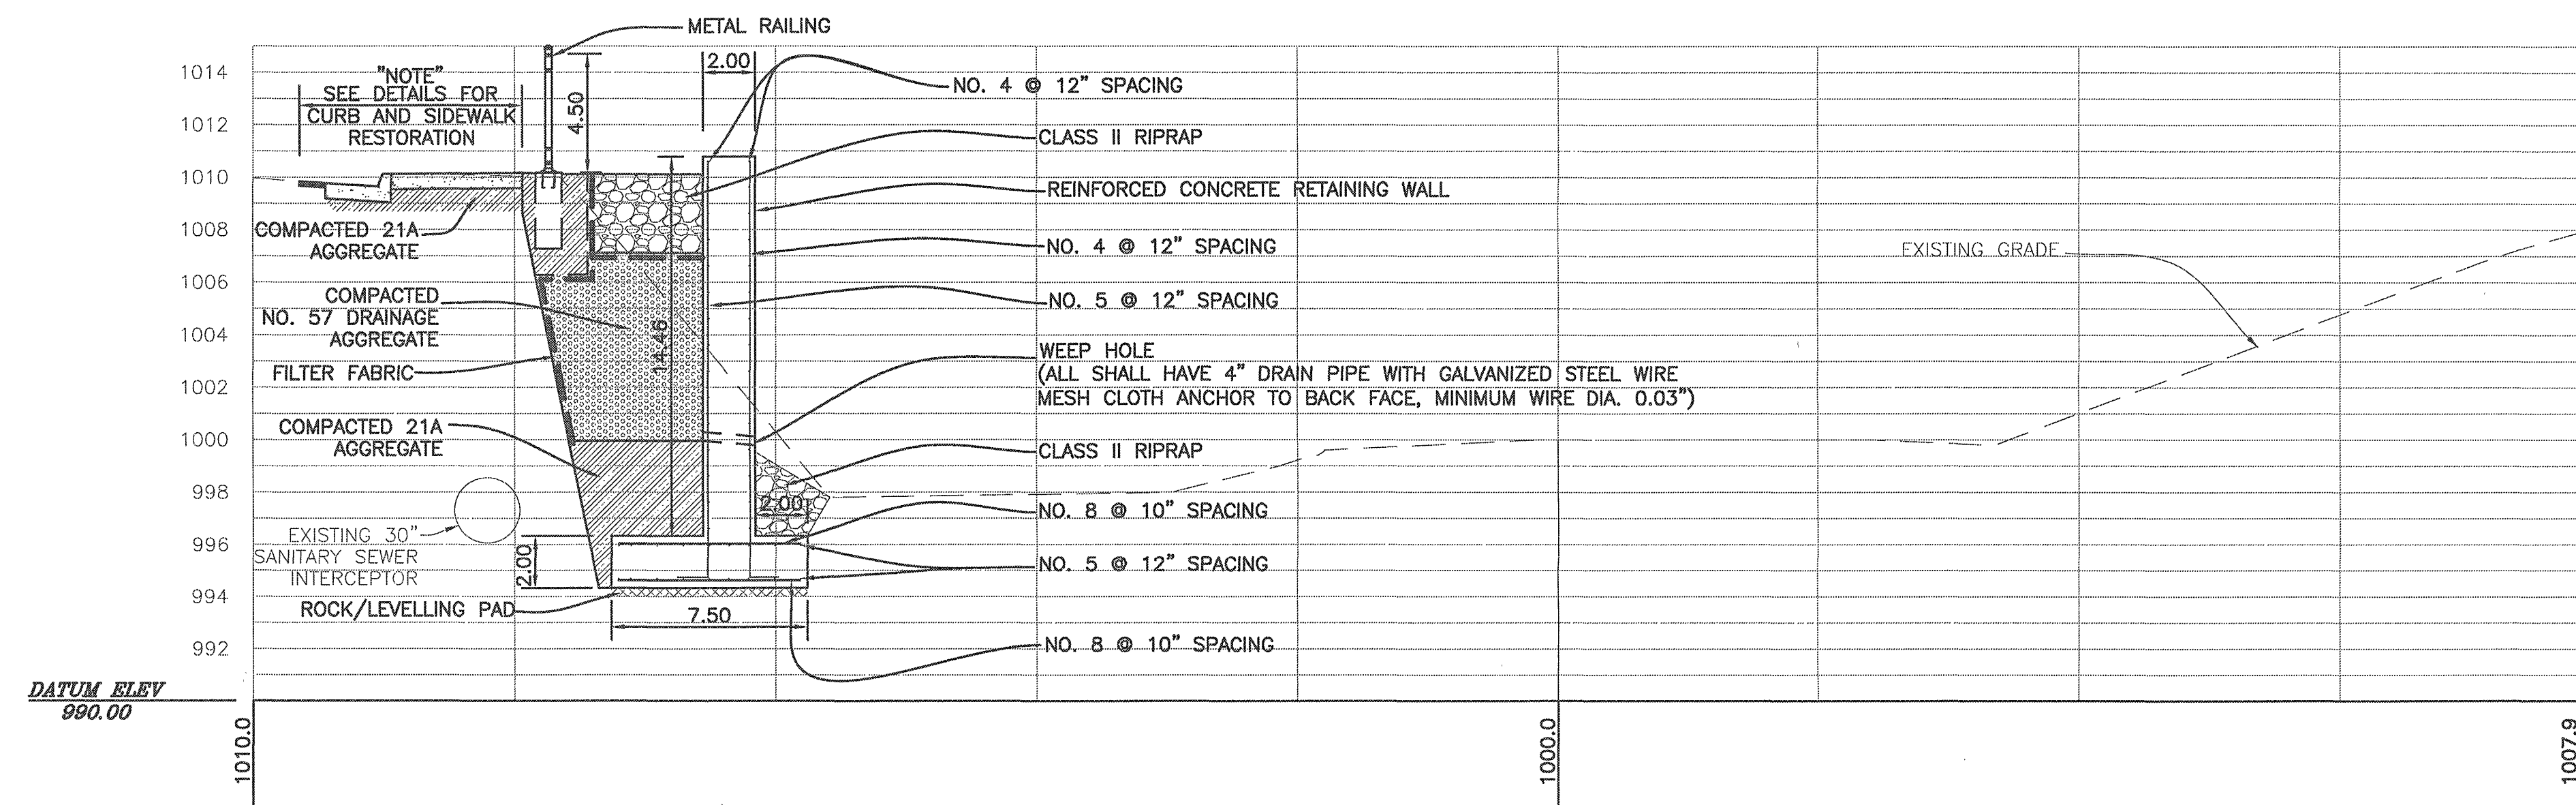 METAL RAILING
1014
"NOTE"
SEE DETAILS FOR
CURB AND SIDEWALK
RESTORATION
4.50
2.00
NO. 4 @ 12" SPACING
1012
CLASS II RIPRAP
1010
REINFORCED CONCRETE RETAINING WALL
1008
COMPACTED 21A
AGGREGATE
NO. 4 @ 12" SPACING
EXISTING GRADE
1006
COMPACTED
NO. 57 DRAINAGE
AGGREGATE
NO. 5 @ 12" SPACING
1004
14.46
WEEP HOLE
(ALL SHALL HAVE 4" DRAIN PIPE WITH GALVANIZED STEEL WIRE
MESH CLOTH ANCHOR TO BACK FACE, MINIMUM WIRE DIA. 0.03")
FILTER FABRIC
1002
1000
COMPACTED 21A
AGGREGATE
CLASS II RIPRAP
998
2.00
NO. 8 @ 10" SPACING
996
EXISTING 30"
SANITARY SEWER
INTERCEPTOR
2.00
NO. 5 @ 12" SPACING
994
ROCK/LEVELLING PAD
7.50
992
NO. 8 @ 10" SPACING
DATUM ELEV
990.00
1010.0
1000.0
1007.9